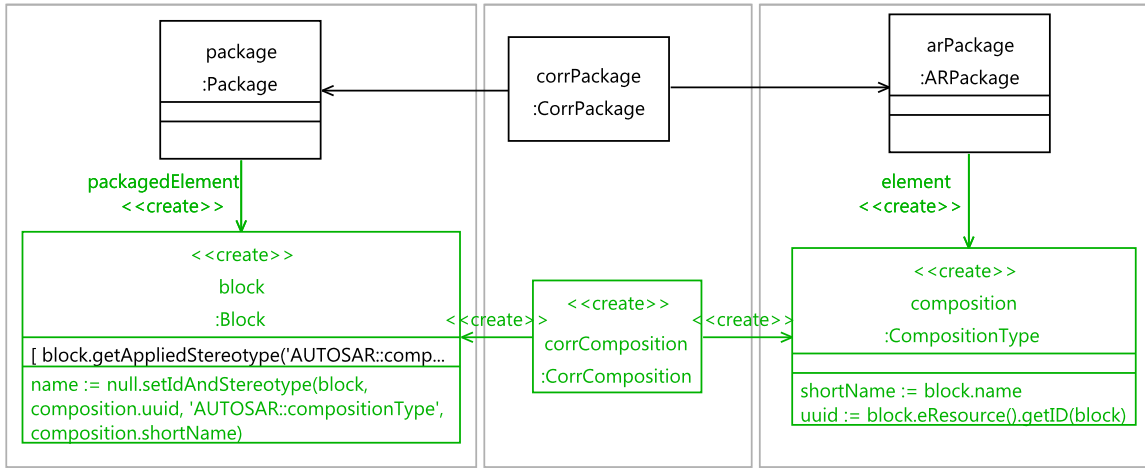 package
:Package
packagedElement
<<create>>
<<create>>
block
:Block
[ block.getAppliedStereotype('AUTOSAR::comp...
name := null.setIdAndStereotype(block,
composition.uuid, 'AUTOSAR::compositionType',
composition.shortName)
corrPackage
:CorrPackage
<<create>>
<<create>>
<<create>>
corrComposition
:CorrComposition
arPackage
:ARPackage
element
<<create>>
<<create>>
composition
:CompositionType
shortName := block.name
uuid := block.eResource().getID(block)